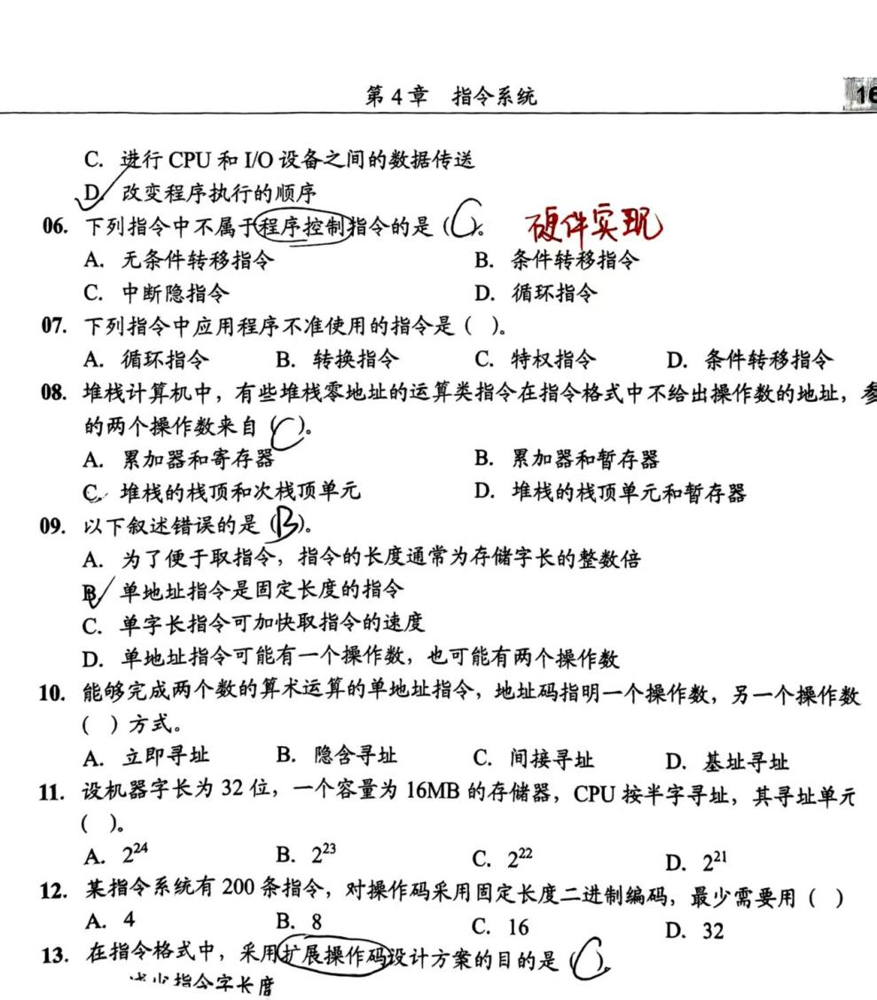 第4章 指令系统
16
C. 进行 CPU 和 I/O 设备之间的数据传送
D. 改变程序执行的顺序
06. 下列指令中不属于程序控制指令的是（C）。 硬件实现
A. 无条件转移指令 B. 条件转移指令
C. 中断隐指令 D. 循环指令
07. 下列指令中应用程序不准使用的指令是（ ）。
A. 循环指令 B. 转换指令 C. 特权指令 D. 条件转移指令
08. 堆栈计算机中，有些堆栈零地址的运算类指令在指令格式中不给出操作数的地址，参
的两个操作数来自（C）。
A. 累加器和寄存器 B. 累加器和暂存器
C. 堆栈的栈顶和次栈顶单元 D. 堆栈的栈顶单元和暂存器
09. 以下叙述错误的是（B）。
A. 为了便于取指令，指令的长度通常为存储字长的整数倍
B. 单地址指令是固定长度的指令
C. 单字长指令可加快取指令的速度
D. 单地址指令可能有一个操作数，也可能有两个操作数
10. 能够完成两个数的算术运算的单地址指令，地址码指明一个操作数，另一个操作数
（ ）方式。
A. 立即寻址 B. 隐含寻址 C. 间接寻址 D. 基址寻址
11. 设机器字长为 32 位，一个容量为 16MB 的存储器，CPU 按半字寻址，其寻址单元
（ ）。
A. 2²⁴ B. 2²³ C. 2²² D. 2²¹
12. 某指令系统有 200 条指令，对操作码采用固定长度二进制编码，最少需要用（ ）
A. 4 B. 8 C. 16 D. 32
13. 在指令格式中，采用扩展操作码设计方案的目的是（C）。
减少指令字长度